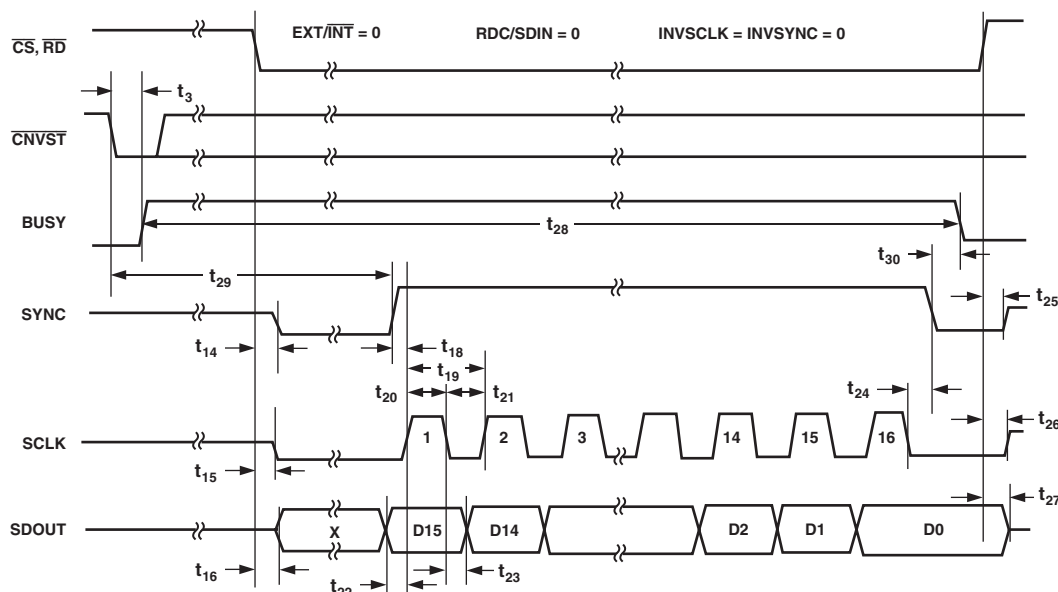 EXT/INT = 0 RDC/SDIN = 0 INVSCLK = INVSYNC = 0
CS, RD
t3
CNVST
BUSY
t28
t30
t29
t25
SYNC
t14
t18
t19
t20
t21
t24
t26
SCLK
1 2 3 14 15 16
t15
t27
SDOUT
X D15 D14 D2 D1 D0
t16
t23